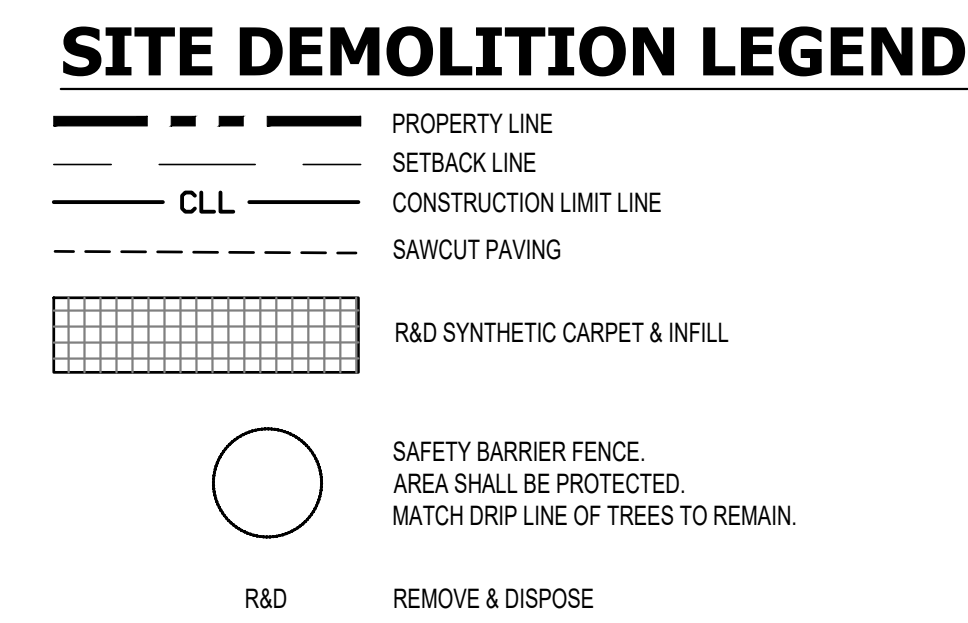 SITE DEMOLITION LEGEND
PROPERTY LINE
SETBACK LINE
CLL CONSTRUCTION LIMIT LINE
SAWCUT PAVING
R&D SYNTHETIC CARPET & INFILL
SAFETY BARRIER FENCE.
AREA SHALL BE PROTECTED.
MATCH DRIP LINE OF TREES TO REMAIN.
R&D REMOVE & DISPOSE